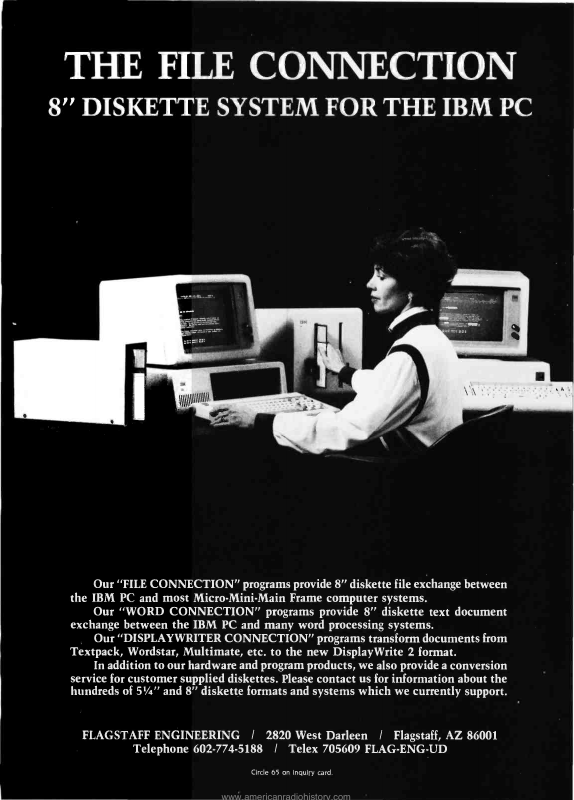 THE FILE CONNECTION
8" DISKETTE SYSTEM FOR THE IBM PC
Our "FILE CONNECTION" programs provide 8" diskette file exchange between
the IBM PC and most Micro-Mini-Main Frame computer systems.
Our "WORD CONNECTION" programs provide 8" diskette text document
exchange between the IBM PC and many word processing systems.
Our "DISPLAYWRITER CONNECTION" programs transform documents from
Textpack, Wordstar, Multimate, etc. to the new DisplayWrite 2 format.
In addition to our hardware and program products, we also provide a conversion
service for customer supplied diskettes. Please contact us for information about the
hundreds of 5¼" and 8" diskette formats and systems which we currently support.
FLAGSTAFF ENGINEERING / 2820 West Darleen / Flagstaff, AZ 86001
Telephone 602-774-5188 / Telex 705609 FLAG-ENG-UD
Circle 65 on inquiry card.
www.americanradiohistory.com